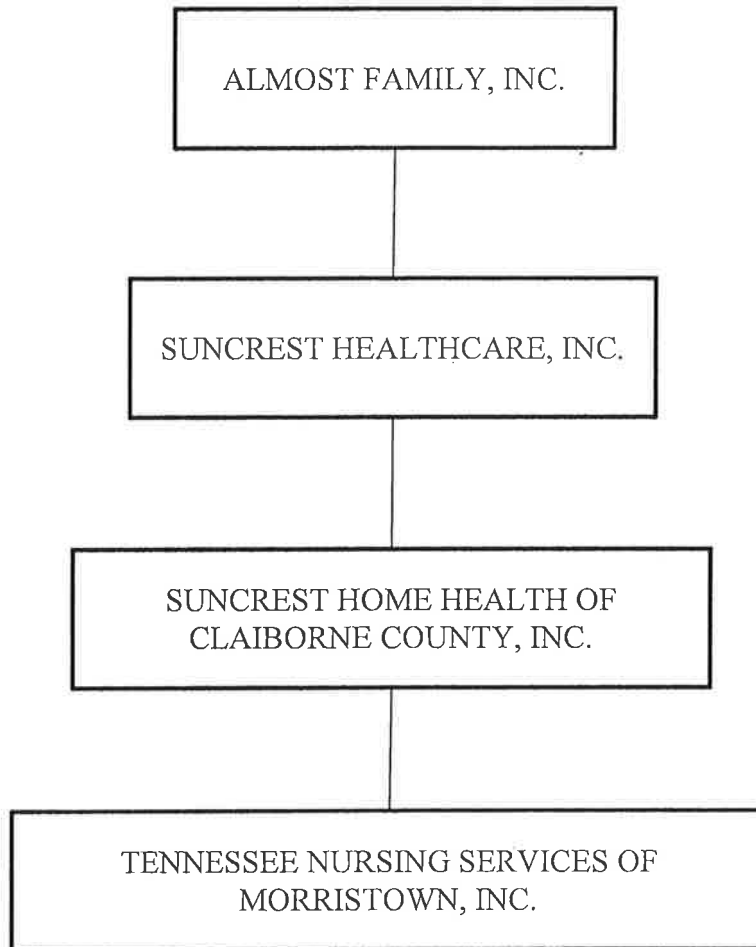 ALMOST FAMILY, INC.
SUNCREST HEALTHCARE, INC.
SUNCREST HOME HEALTH OF
CLAIBORNE COUNTY, INC.
TENNESSEE NURSING SERVICES OF
MORRISTOWN, INC.